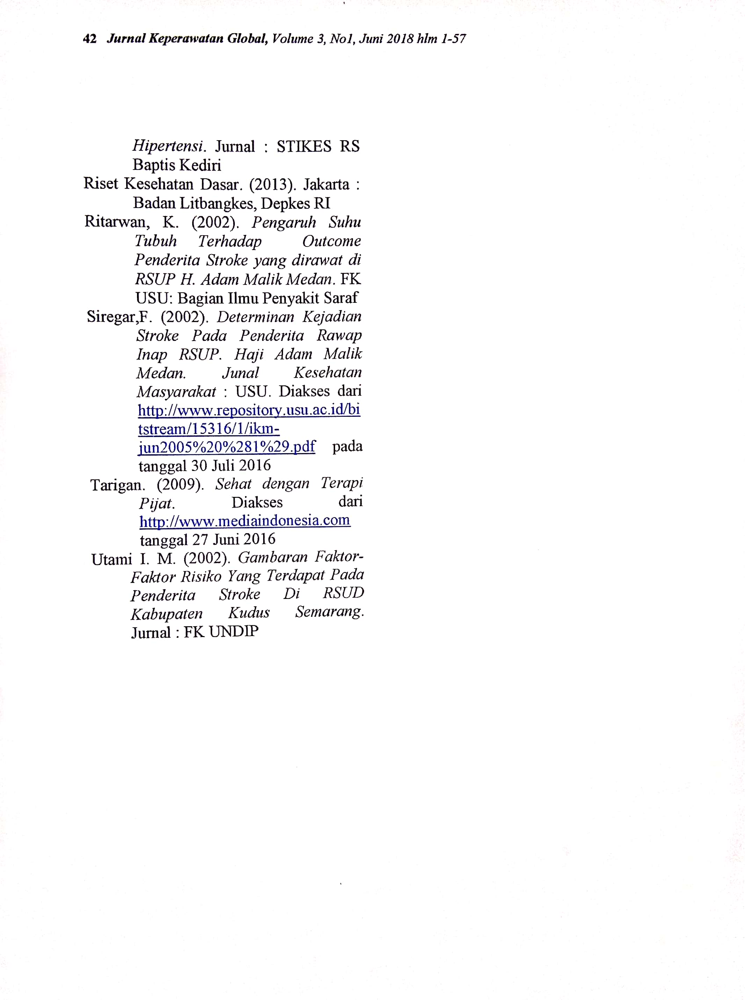 42 Jurnal Keperawatan Global, Volume 3, No1, Juni 2018 hlm 1-57
Hipertensi. Jurnal : STIKES RS
Baptis Kediri
Riset Kesehatan Dasar. (2013). Jakarta :
Badan Litbangkes, Depkes RI
Ritarwan, K. (2002). Pengaruh Suhu
Tubuh Terhadap Outcome
Penderita Stroke yang dirawat di
RSUP H. Adam Malik Medan. FK
USU: Bagian Ilmu Penyakit Saraf
Siregar,F. (2002). Determinan Kejadian
Stroke Pada Penderita Rawap
Inap RSUP. Haji Adam Malik
Medan. Junal Kesehatan
Masyarakat : USU. Diakses dari
http://www.repository.usu.ac.id/bi
tstream/15316/1/ikm-
jun2005%20%281%29.pdf pada
tanggal 30 Juli 2016
Tarigan. (2009). Sehat dengan Terapi
Pijat. Diakses dari
http://www.mediaindonesia.com
tanggal 27 Juni 2016
Utami I. M. (2002). Gambaran Faktor-
Faktor Risiko Yang Terdapat Pada
Penderita Stroke Di RSUD
Kabupaten Kudus Semarang.
Jurnal : FK UNDIP